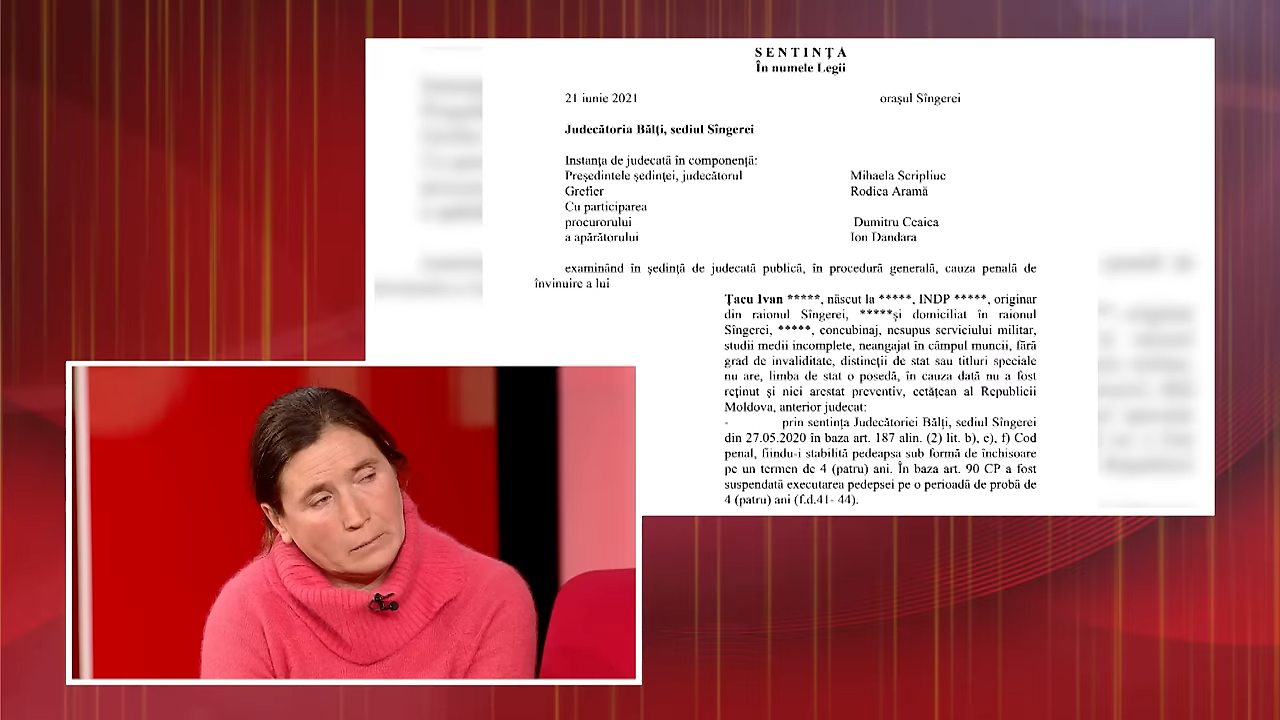 SENTINȚA
În numele Legii
21 iunie 2021 orașul Sîngerei
Judecătoria Bălți, sediul Sîngerei
Instanța de judecată în componență:
Președintele ședinței, judecătorul Mihaela Scripliuc
Grefier Rodica Aramă
Cu participarea
procurorului Dumitru Ceaica
a apărătorului Ion Dandara
examinând în ședință de judecată publică, în procedură generală, cauza penală de
învinuire a lui
Țacu Ivan *****, născut la *****, INDP *****, originar
din raionul Sîngerei, *****și domiciliat în raionul
Sîngerei, *****, concubinaj, nesupus serviciului militar,
studii medii incomplete, neangajat în câmpul muncii, fără
grad de invaliditate, distincții de stat sau titluri speciale
nu are, limba de stat o posedă, în cauza dată nu a fost
reținut și nici arestat preventiv, cetățean al Republicii
Moldova, anterior judecat:
- prin sentința Judecătoriei Bălți, sediul Sîngerei
din 27.05.2020 în baza art. 187 alin. (2) lit. b), e), f) Cod
penal, fiindu-i stabilită pedeapsa sub formă de închisoare
pe un termen de 4 (patru) ani. În baza art. 90 CP a fost
suspendată executarea pedepsei pe o perioadă de probă de
4 (patru) ani (f.d.41- 44).